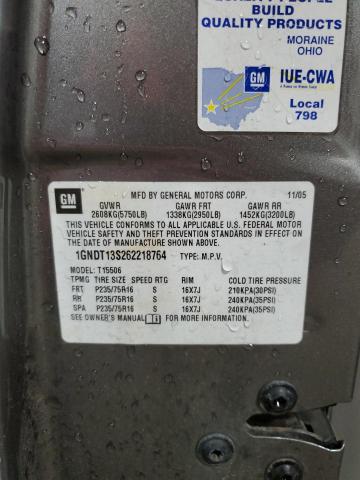 BUILD
QUALITY PRODUCTS
MORAINE
OHIO
GM
IUE-CWA
Local
798
GM
MFD BY GENERAL MOTORS CORP. 11/05
GVWR GAWR FRT GAWR RR
2608KG(5750LB) 1338KG(2950LB) 1452KG(3200LB)
THIS VEHICLE CONFORMS TO ALL APPLICABLE U.S. FEDERAL MOTOR
VEHICLE SAFETY AND THEFT PREVENTION STANDARDS IN EFFECT ON
THE DATE OF MANUFACTURE SHOWN ABOVE.
1GNDT13S262218764 TYPE: M.P.V.
MODEL: T15506
TPMG TIRE SIZE SPEED RTG RIM COLD TIRE PRESSURE
FRT P235/75R16 S 16X7J 210KPA(30PSI)
RR P235/75R16 S 16X7J 240KPA(35PSI)
SPA P235/75R16 S 16X7J 240KPA(35PSI)
SEE OWNER'S MANUAL FOR MORE INFORMATION.